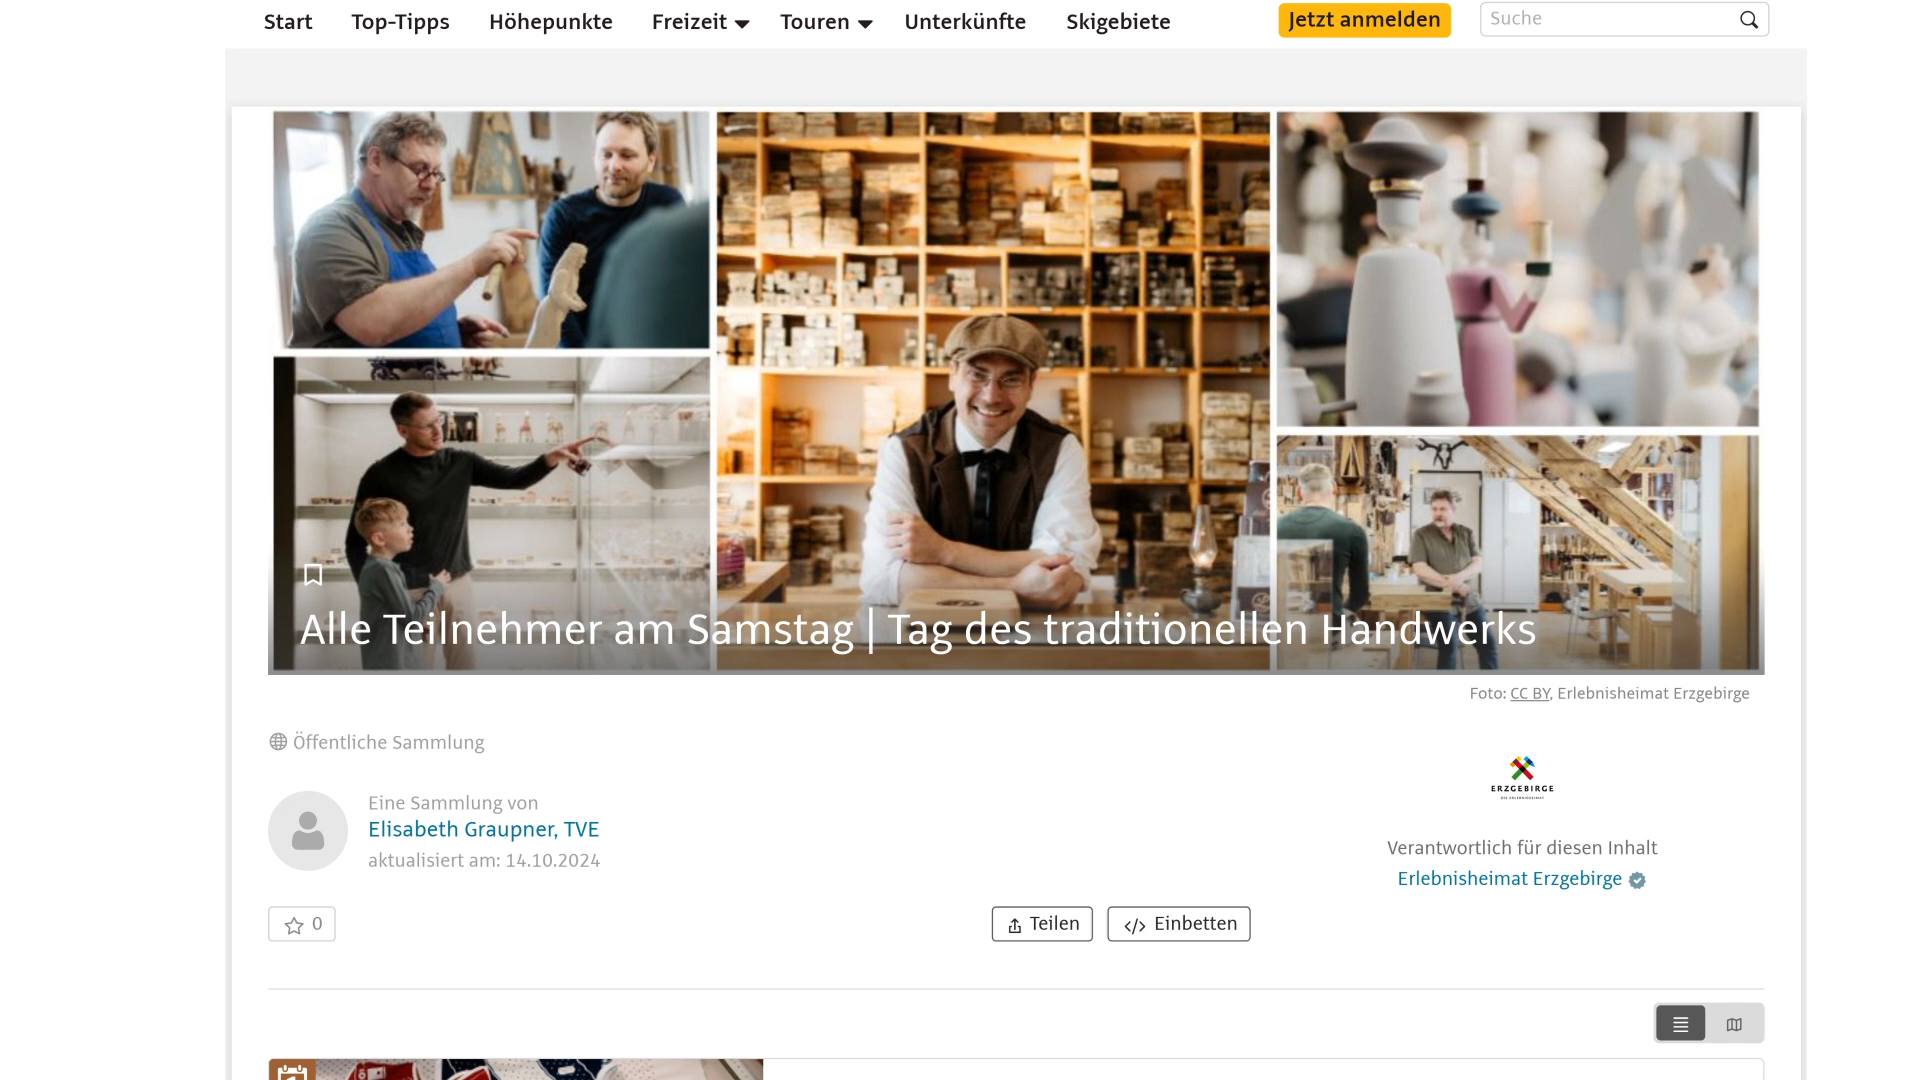 Start Top-Tipps Höhepunkte Freizeit Touren Unterkünfte Skigebiete Jetzt anmelden Suche
Alle Teilnehmer am Samstag | Tag des traditionellen Handwerks
Foto: CC BY, Erlebnisheimat Erzgebirge
Öffentliche Sammlung
Eine Sammlung von
Elisabeth Graupner, TVE
aktualisiert am: 14.10.2024
ERZGEBIRGE
Verantwortlich für diesen Inhalt
Erlebnisheimat Erzgebirge
0 Teilen Einbetten